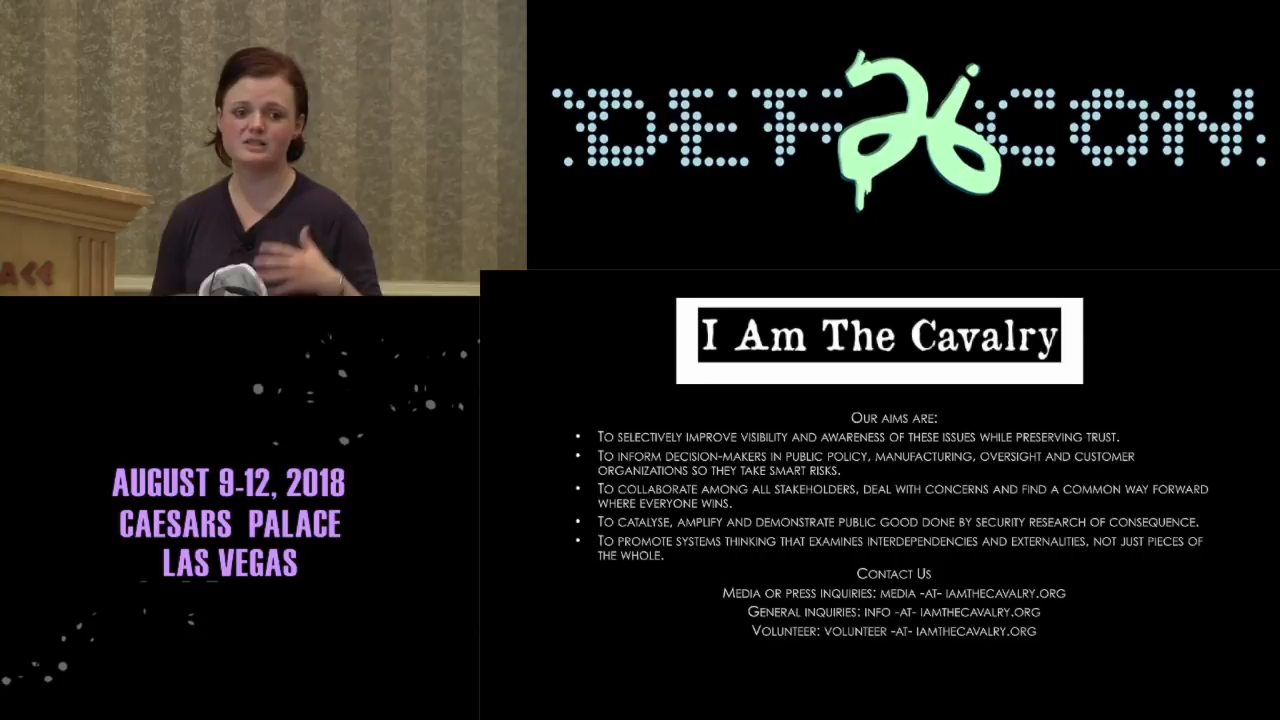 DEF 26 CON
I Am The Cavalry
OUR AIMS ARE:
• TO SELECTIVELY IMPROVE VISIBILITY AND AWARENESS OF THESE ISSUES WHILE PRESERVING TRUST.
• TO INFORM DECISION-MAKERS IN PUBLIC POLICY, MANUFACTURING, OVERSIGHT AND CUSTOMER
ORGANIZATIONS SO THEY TAKE SMART RISKS.
• TO COLLABORATE AMONG ALL STAKEHOLDERS, DEAL WITH CONCERNS AND FIND A COMMON WAY FORWARD
WHERE EVERYONE WINS.
• TO CATALYSE, AMPLIFY AND DEMONSTRATE PUBLIC GOOD DONE BY SECURITY RESEARCH OF CONSEQUENCE.
• TO PROMOTE SYSTEMS THINKING THAT EXAMINES INTERDEPENDENCIES AND EXTERNALITIES, NOT JUST PIECES OF
THE WHOLE.
CONTACT US
MEDIA OR PRESS INQUIRIES: MEDIA -AT- IAMTHECAVALRY.ORG
GENERAL INQUIRIES: INFO -AT- IAMTHECAVALRY.ORG
VOLUNTEER: VOLUNTEER -AT- IAMTHECAVALRY.ORG
AUGUST 9-12, 2018
CAESARS PALACE
LAS VEGAS